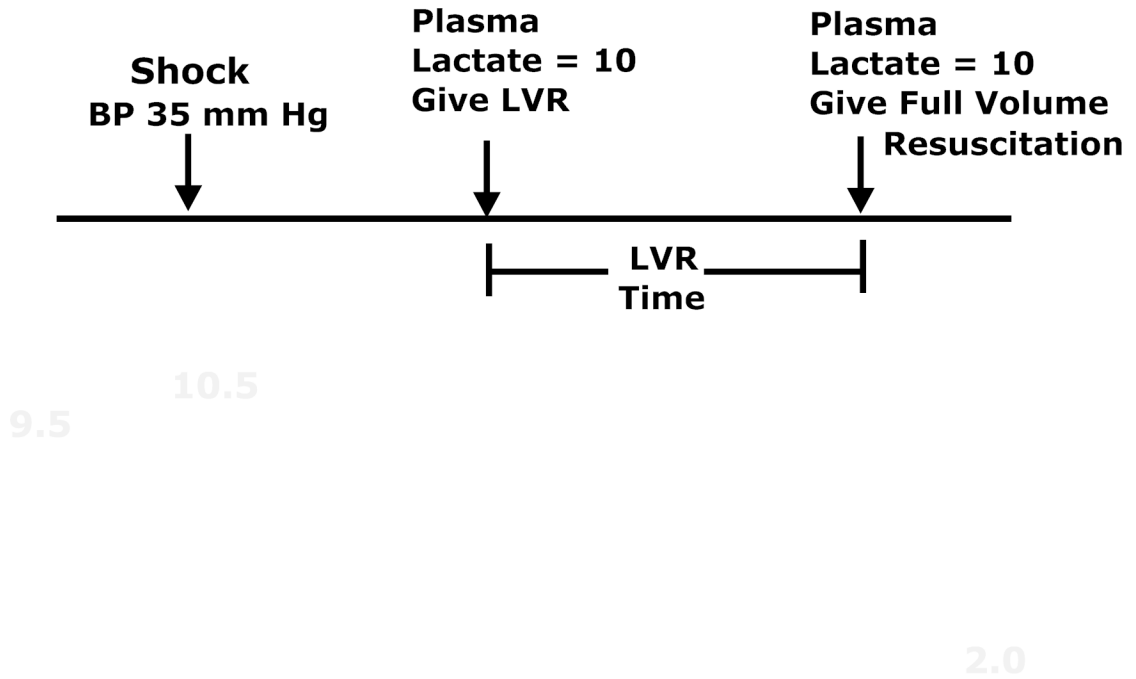 Shock
BP 35 mm Hg
Plasma
Lactate = 10
Give LVR
Plasma
Lactate = 10
Give Full Volume
Resuscitation
LVR
Time
10.5
9.5
2.0